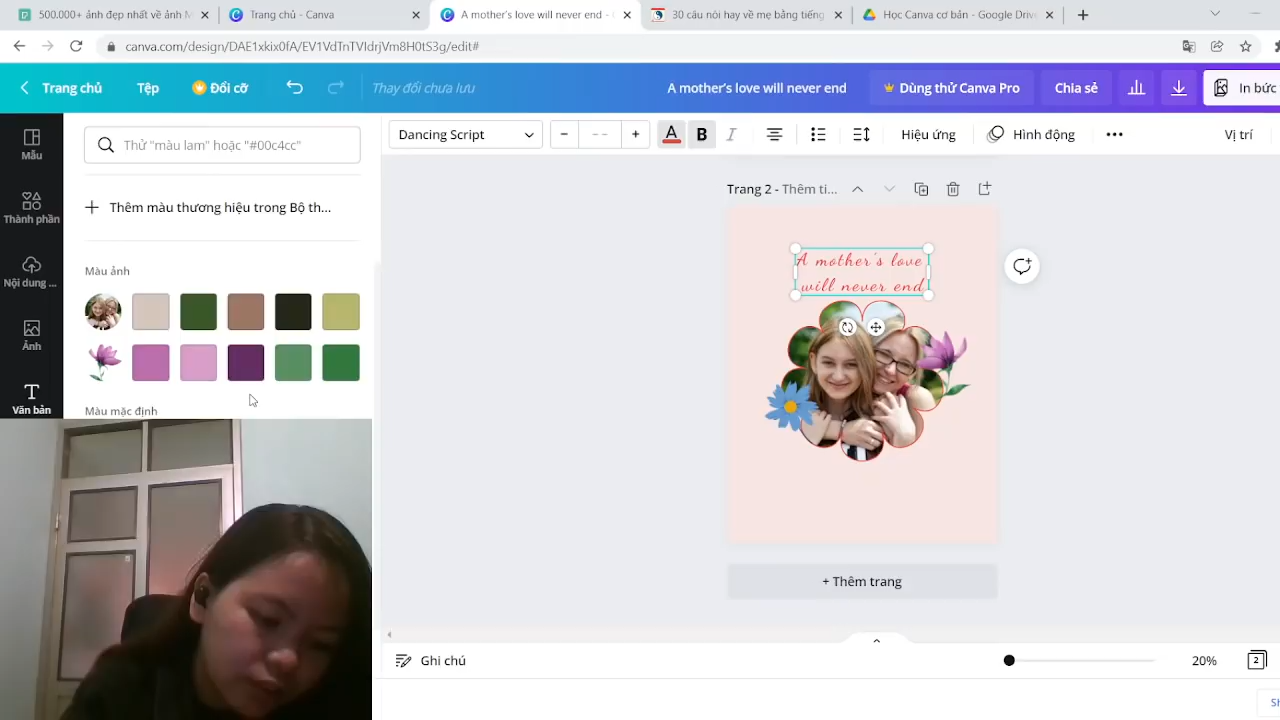 500.000+ ảnh đẹp nhất về ảnh M
Trang chủ - Canva
A mother's love will never end -
30 câu nói hay về mẹ bằng tiếng
Học Canva cơ bản - Google Driv
canva.com/design/DAE1xkix0fA/EV1VdTnTVIdrjVm8H0tS3g/edit#
Trang chủ
Tệp
Đổi cỡ
Thay đổi chưa lưu
A mother's love will never end
Dùng thử Canva Pro
Chia sẻ
In bức
Mẫu
Thành phần
Nội dung ...
Ảnh
Văn bản
Thử "màu lam" hoặc "#00c4cc"
Thêm màu thương hiệu trong Bộ th...
Màu ảnh
Màu mặc định
Dancing Script
- -
A
B
I
Hiệu ứng
Hình động
Vị trí
Trang 2 - Thêm ti...
A mother's love
will never end
+ Thêm trang
Ghi chú
20%
2